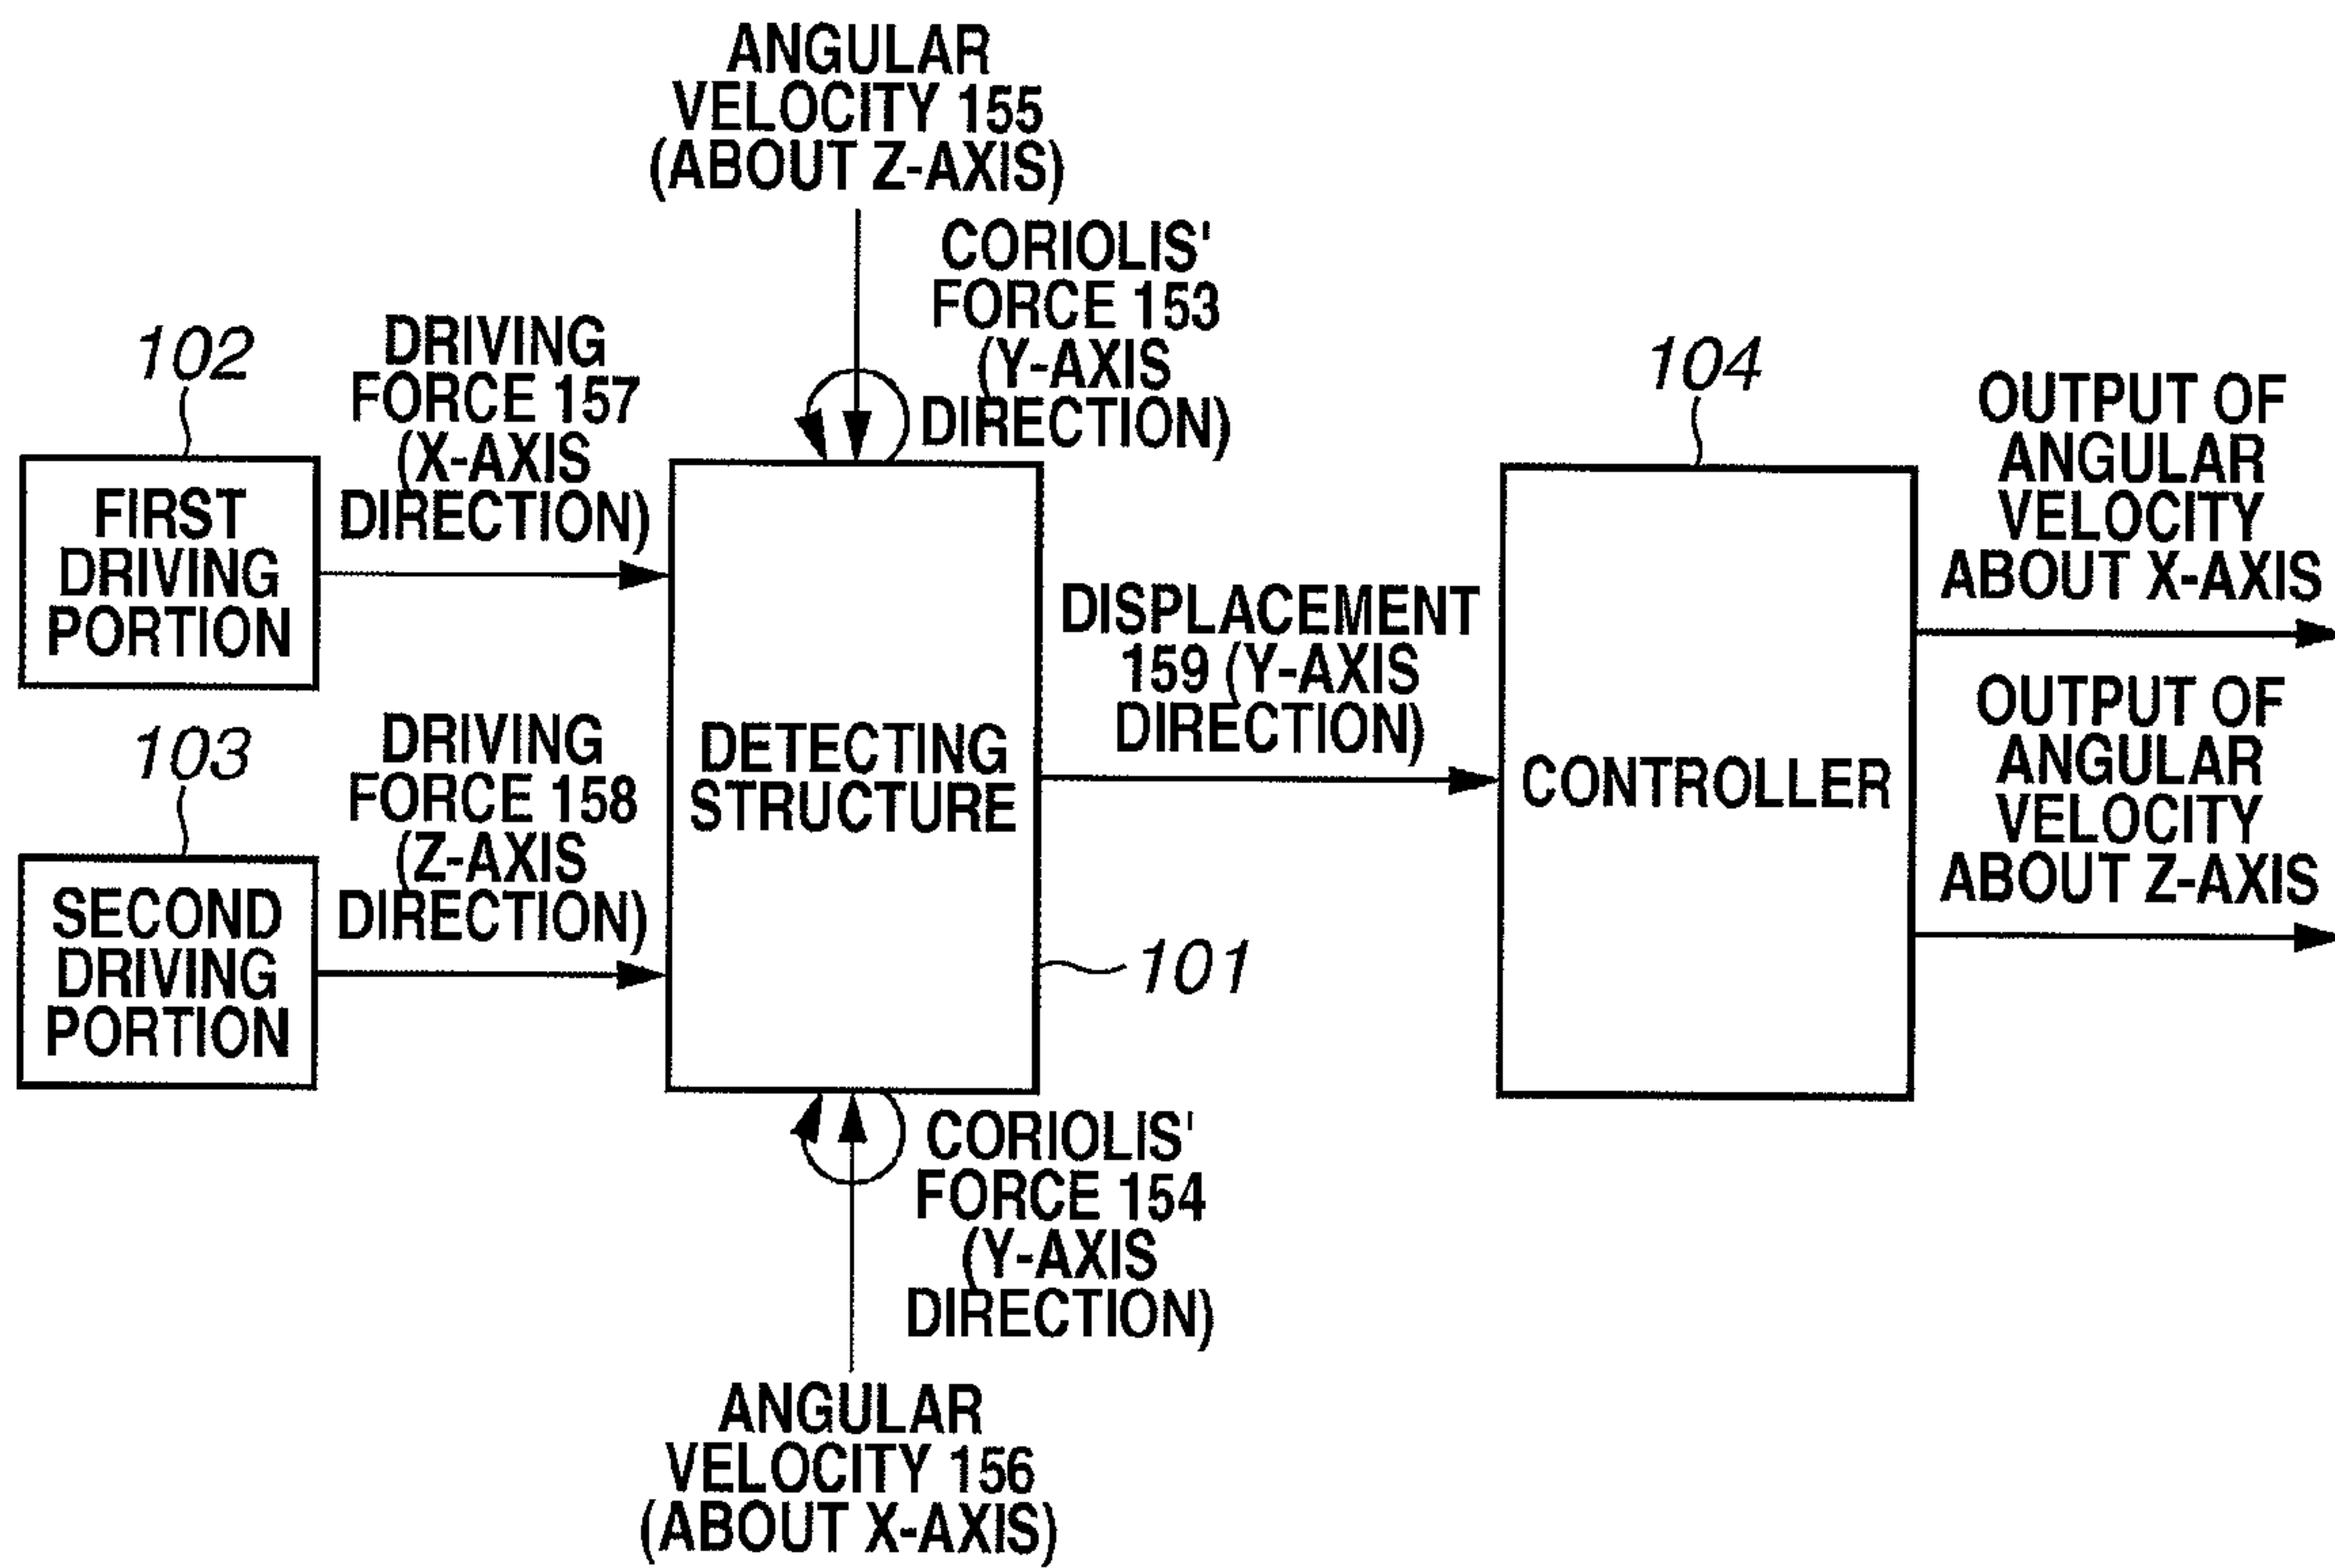 ANGULAR
VELOCITY 155
(ABOUT Z-AXIS)
CORIOLIS'
FORCE 153
(Y-AXIS
DIRECTION)
102
DRIVING
FORCE 157
(X-AXIS
DIRECTION)
FIRST
DRIVING
PORTION
103
DRIVING
FORCE 158
(Z-AXIS
DIRECTION)
SECOND
DRIVING
PORTION
DETECTING
STRUCTURE
101
DISPLACEMENT
159 (Y-AXIS
DIRECTION)
104
CONTROLLER
OUTPUT OF
ANGULAR
VELOCITY
ABOUT X-AXIS
OUTPUT OF
ANGULAR
VELOCITY
ABOUT Z-AXIS
CORIOLIS'
FORCE 154
(Y-AXIS
DIRECTION)
ANGULAR
VELOCITY 156
(ABOUT X-AXIS)